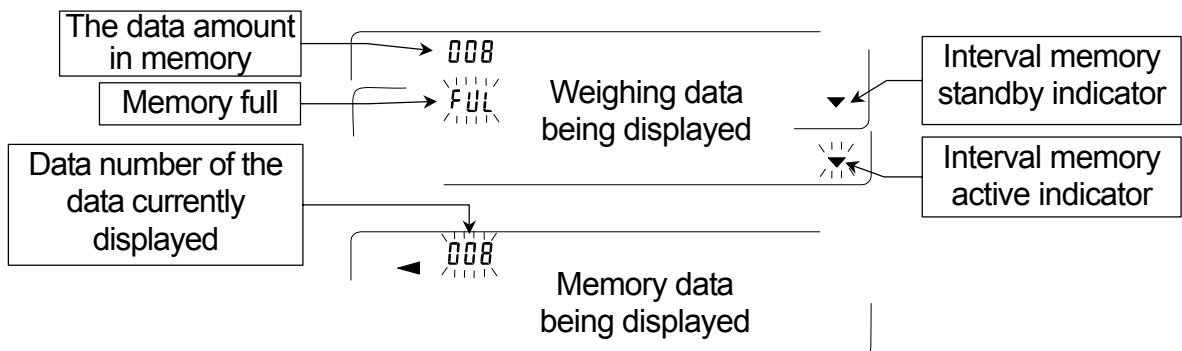 The data amount
in memory
008
Memory full
FUL
Weighing data
being displayed
Interval memory
standby indicator
Interval memory
active indicator
Data number of the
data currently
displayed
008
Memory data
being displayed